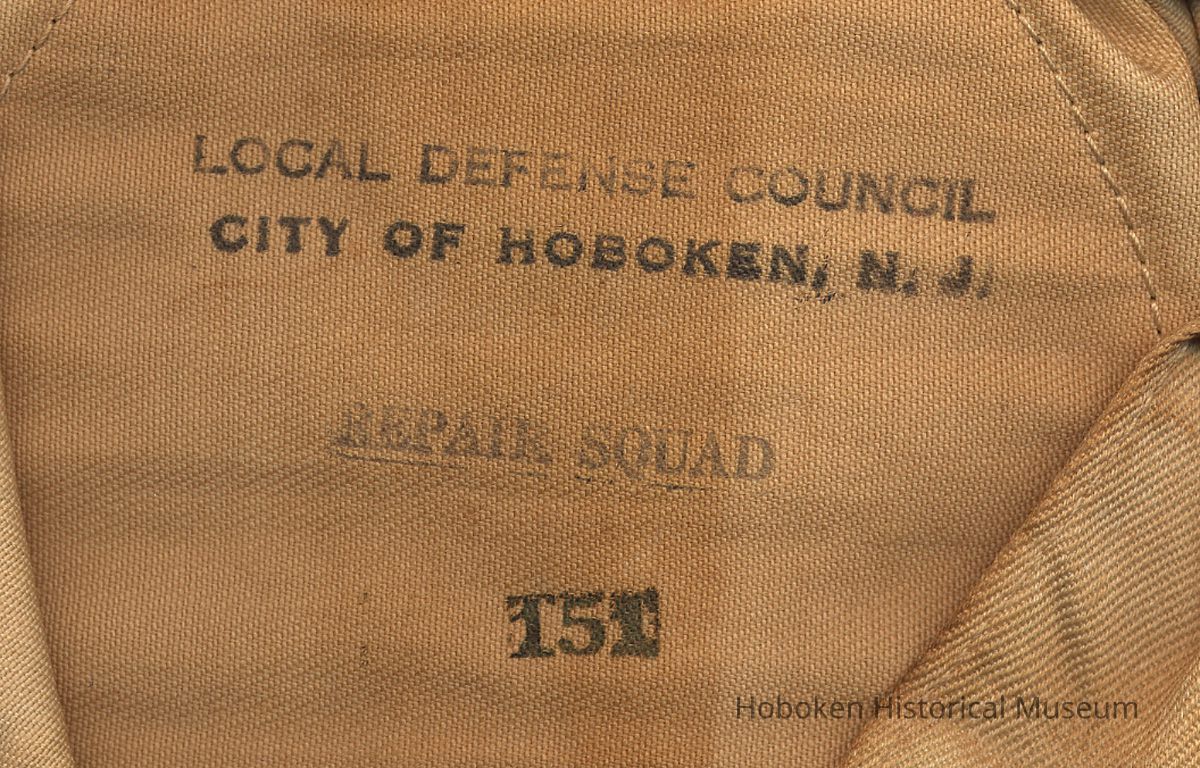 LOCAL DEFENSE COUNCIL
CITY OF HOBOKEN, N. J.
REPAIR SQUAD
151
Hoboken Historical Museum